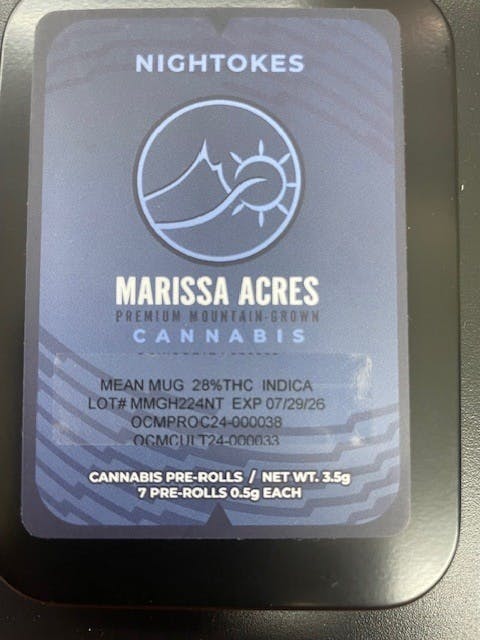 NIGHTOKES
MARISSA ACRES
PREMIUM MOUNTAIN-GROWN
CANNABIS
MEAN MUG 28%THC INDICA
LOT# MMGH224NT EXP 07/29/26
OCMPROC24-000038
OCMCULT24-000033
CANNABIS PRE-ROLLS / NET WT. 3.5g
7 PRE-ROLLS 0.5g EACH